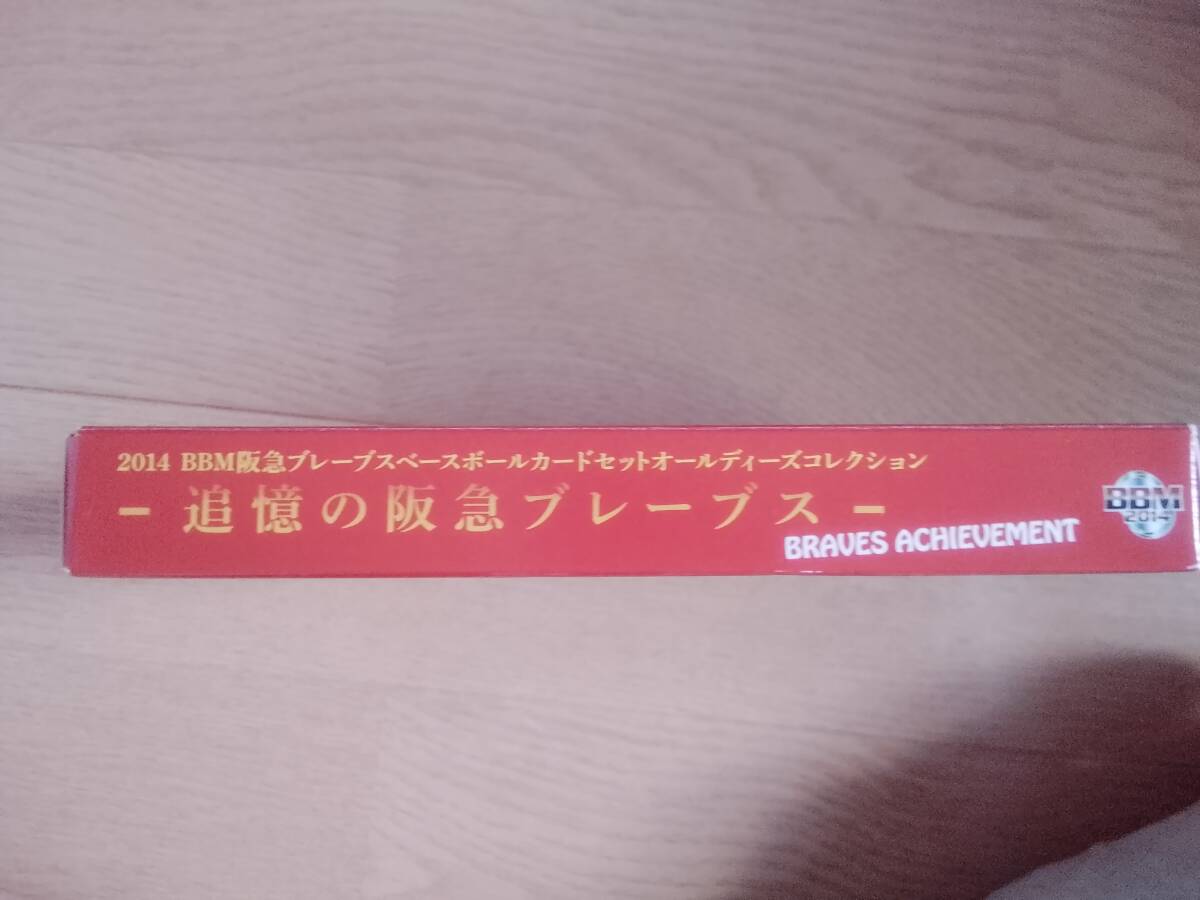 2014 BBM阪急ブレーブスベースボールカードセットオールディーズコレクション
－追憶の阪急ブレーブス－
BRAVES ACHIEVEMENT
BBM
2014